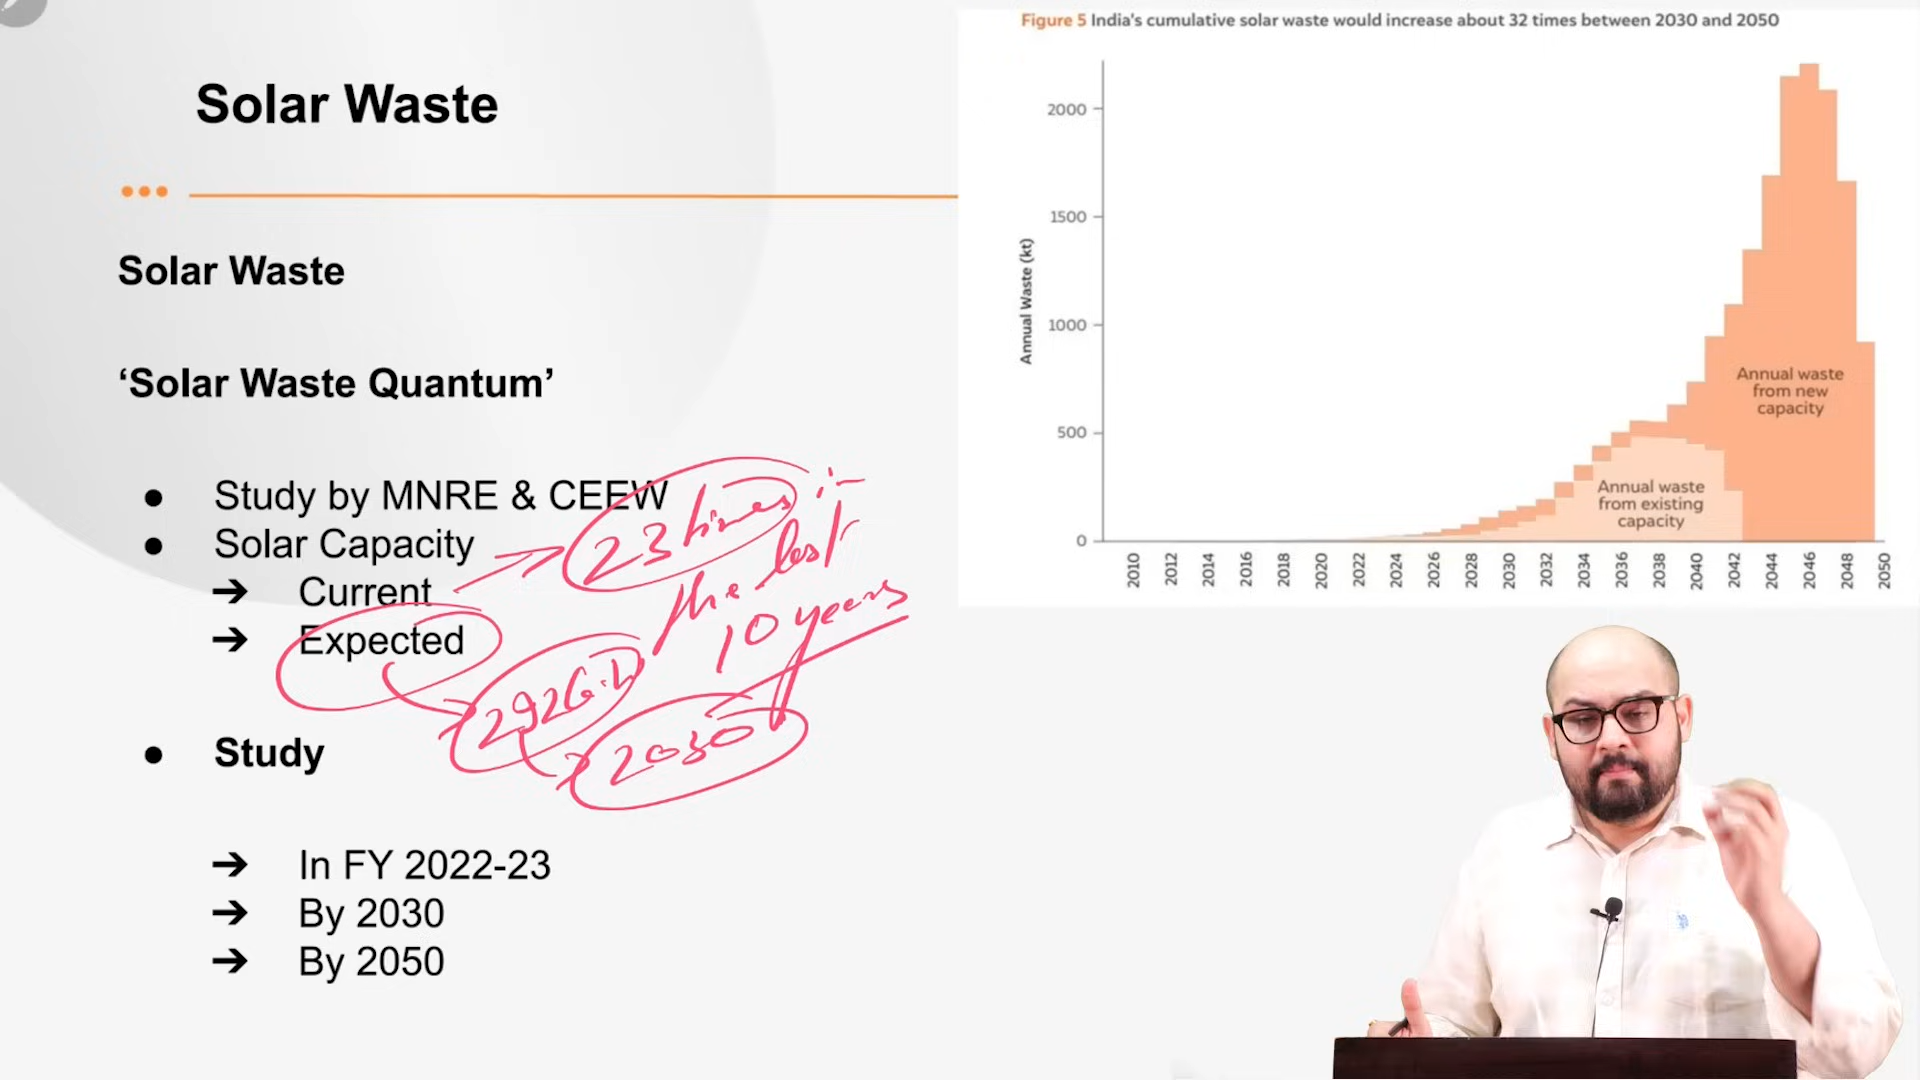 Solar Waste
Solar Waste
‘Solar Waste Quantum’
● Study by MNRE & CEEW
● Solar Capacity
➔ Current
➔ Expected
23 times in
the last
10 years
292 GW
2030
● Study
➔ In FY 2022-23
➔ By 2030
➔ By 2050
Figure 5 India's cumulative solar waste would increase about 32 times between 2030 and 2050
Annual Waste (kt)
2000
1500
1000
500
0
Annual waste
from new
capacity
Annual waste
from existing
capacity
2010 2012 2014 2016 2018 2020 2022 2024 2026 2028 2030 2032 2034 2036 2038 2040 2042 2044 2046 2048 2050